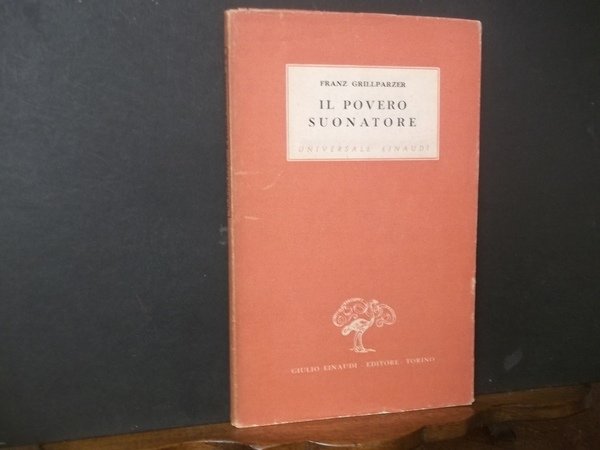 FRANZ GRILLPARZER
IL POVERO
SUONATORE
UNIVERSALE EINAUDI
GIULIO EINAUDI - EDITORE - TORINO